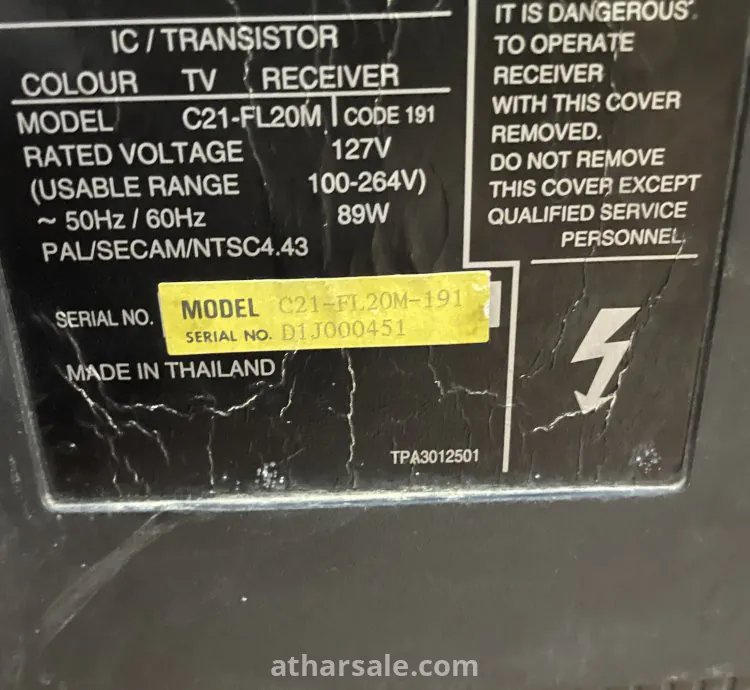 IC / TRANSISTOR
COLOUR TV RECEIVER
MODEL C21-FL20M CODE 191
RATED VOLTAGE 127V
(USABLE RANGE 100-264V)
~ 50Hz / 60Hz 89W
PAL/SECAM/NTSC4.43
SERIAL NO.
MODEL C21-FL20M-191
SERIAL NO. D1J000451
MADE IN THAILAND
TPA3012501
IT IS DANGEROUS
TO OPERATE
RECEIVER
WITH THIS COVER
REMOVED.
DO NOT REMOVE
THIS COVER EXCEPT
QUALIFIED SERVICE
PERSONNEL.
atharsale.com